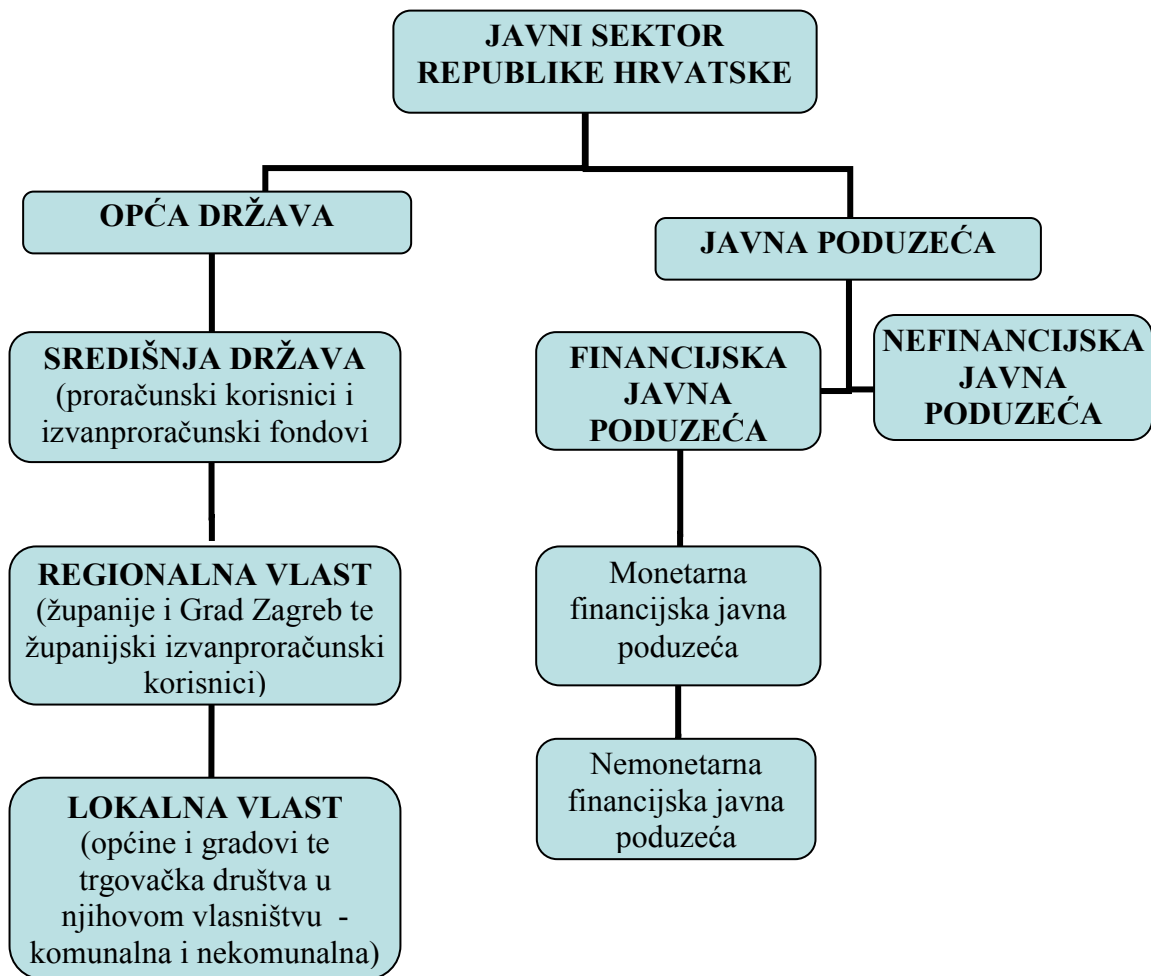 JAVNI SEKTOR
REPUBLIKE HRVATSKE
OPĆA DRŽAVA
JAVNA PODUZEĆA
SREDIŠNJA DRŽAVA
(proračunski korisnici i
izvanproračunski fondovi
FINANCIJSKA
JAVNA
PODUZEĆA
NEFINANCIJSKA
JAVNA
PODUZEĆA
REGIONALNA VLAST
(županije i Grad Zagreb te
županijski izvanproračunski
korisnici)
Monetarna
financijska javna
poduzeća
LOKALNA VLAST
(općine i gradovi te
trgovačka društva u
njihovom vlasništvu -
komunalna i nekomunalna)
Nemonetarna
financijska javna
poduzeća